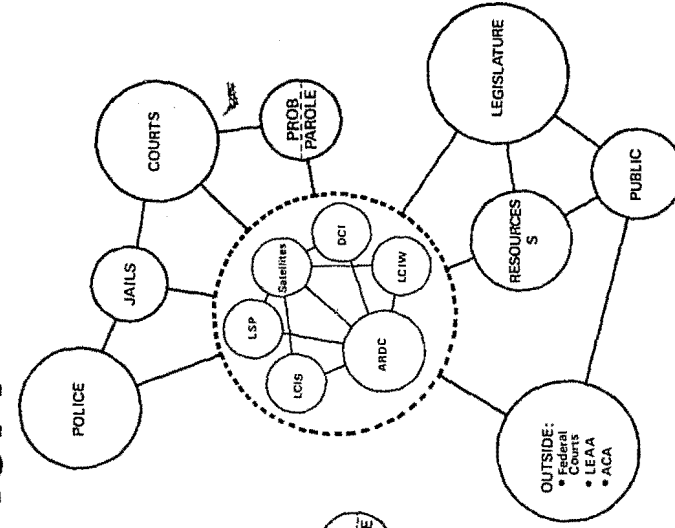 POLICE
JAILS
COURTS
PROB
PAROLE
LCIS
LSP
Satellites
DCI
ARDC
LCIW
OUTSIDE:
• Federal
Courts
• LEAA
• ACA
RESOURCES
S
LEGISLATURE
PUBLIC